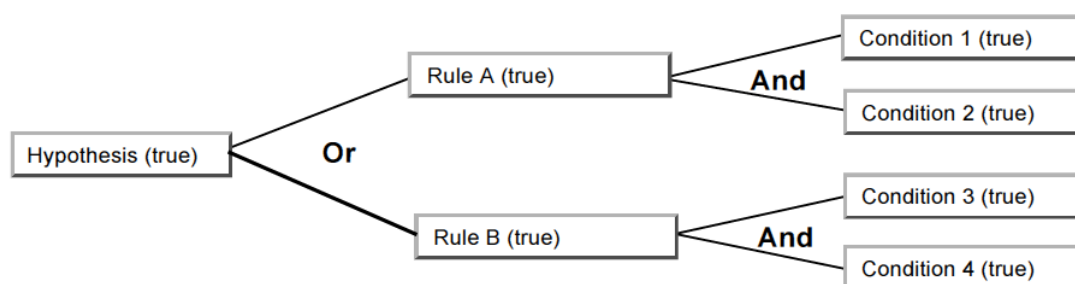 Condition 1 (true)
Rule A (true)
And
Condition 2 (true)
Hypothesis (true)
Or
Condition 3 (true)
Rule B (true)
And
Condition 4 (true)